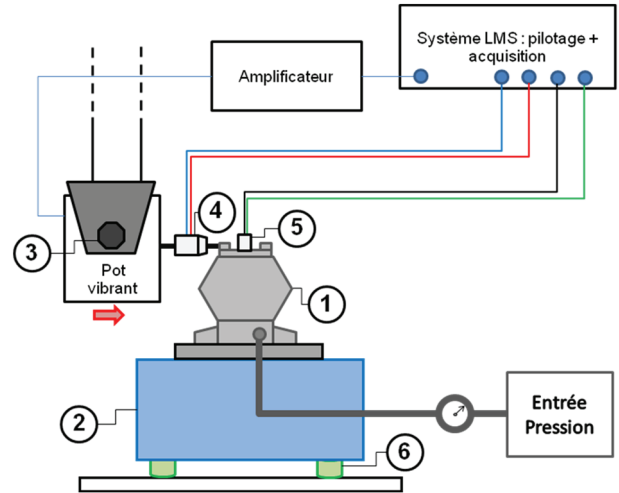 Système LMS : pilotage +
acquisition
Amplificateur
4
5
3
Pot
vibrant
1
2
Entrée
Pression
6